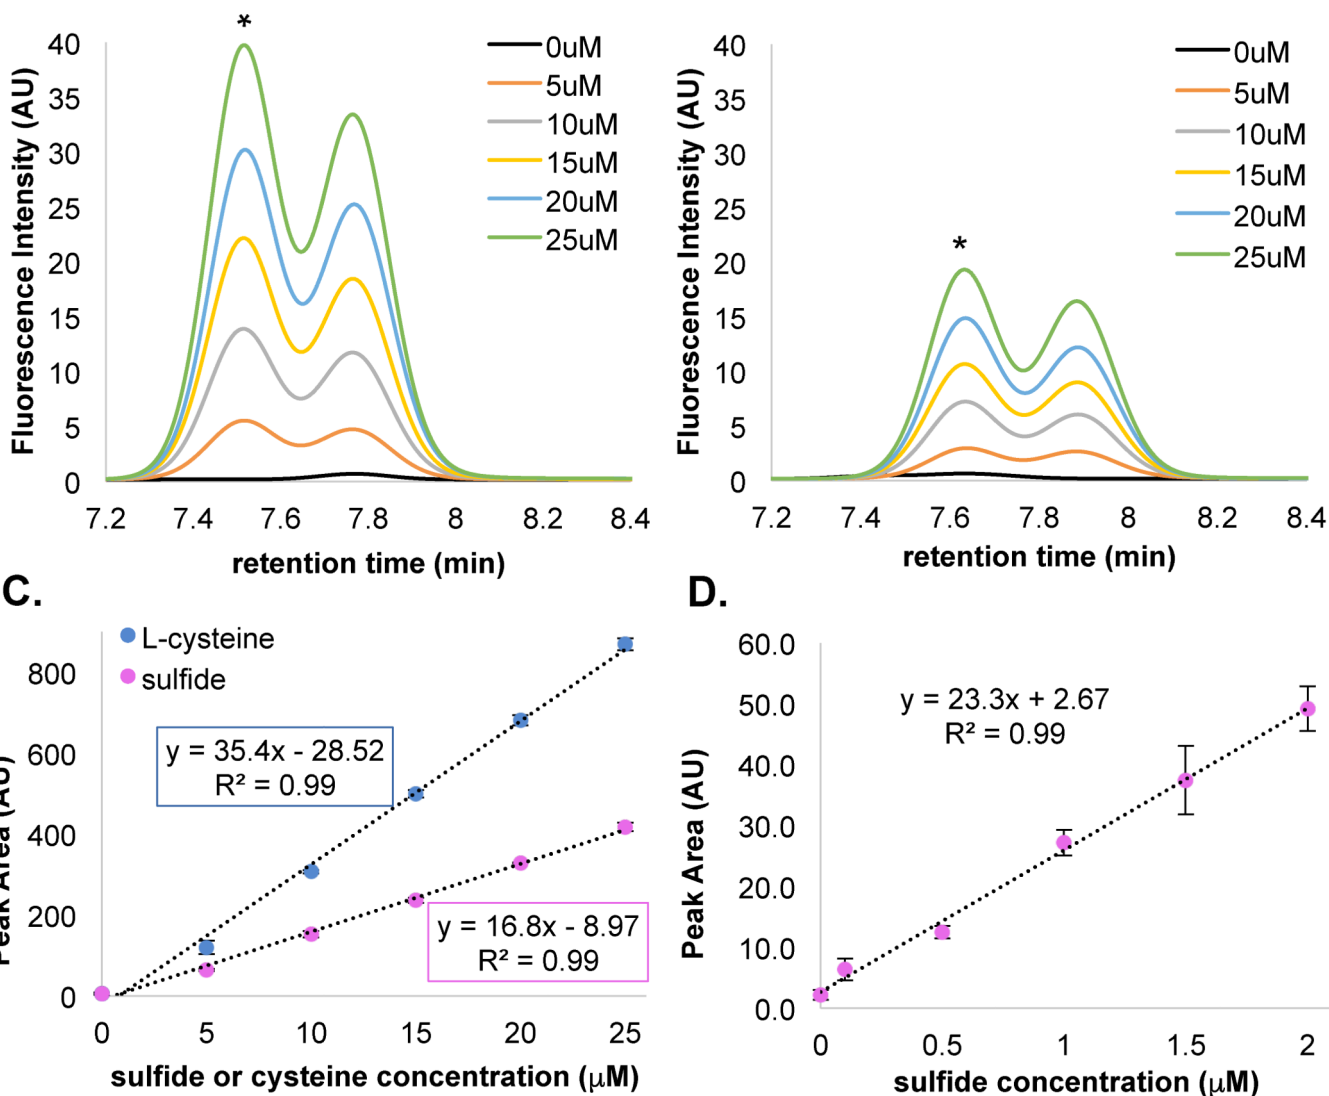 *
40
35
30
25
20
15
10
5
0
Fluorescence Intensity (AU)
0uM
5uM
10uM
15uM
20uM
25uM
7.2 7.4 7.6 7.8 8 8.2 8.4
retention time (min)
*
40
35
30
25
20
15
10
5
0
Fluorescence Intensity (AU)
0uM
5uM
10uM
15uM
20uM
25uM
7.2 7.4 7.6 7.8 8 8.2 8.4
retention time (min)
C.
L-cysteine
sulfide
800
600
400
200
0
Peak Area (AU)
y = 35.4x - 28.52
R² = 0.99
y = 16.8x - 8.97
R² = 0.99
0 5 10 15 20 25
sulfide or cysteine concentration (μM)
D.
60.0
50.0
40.0
30.0
20.0
10.0
0.0
Peak Area (AU)
y = 23.3x + 2.67
R² = 0.99
0 0.5 1 1.5 2
sulfide concentration (μM)